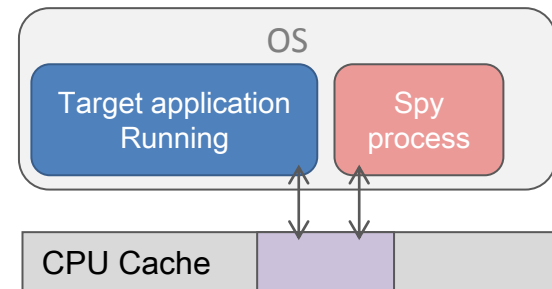 OS
Target application
Running
Spy
process
CPU Cache